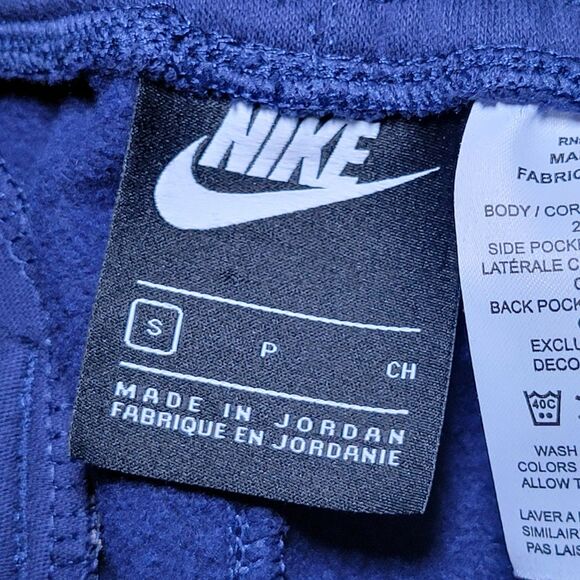 NIKE
S P CH
MADE IN JORDAN
FABRIQUE EN JORDANIE
BODY / COR
2
SIDE POCKE
LATÉRALE C
BACK POCK
EXCLU
DECO
40C
WASH
COLORS
ALLOW T
LAVER A
SIMILAIR
PAS LAIS